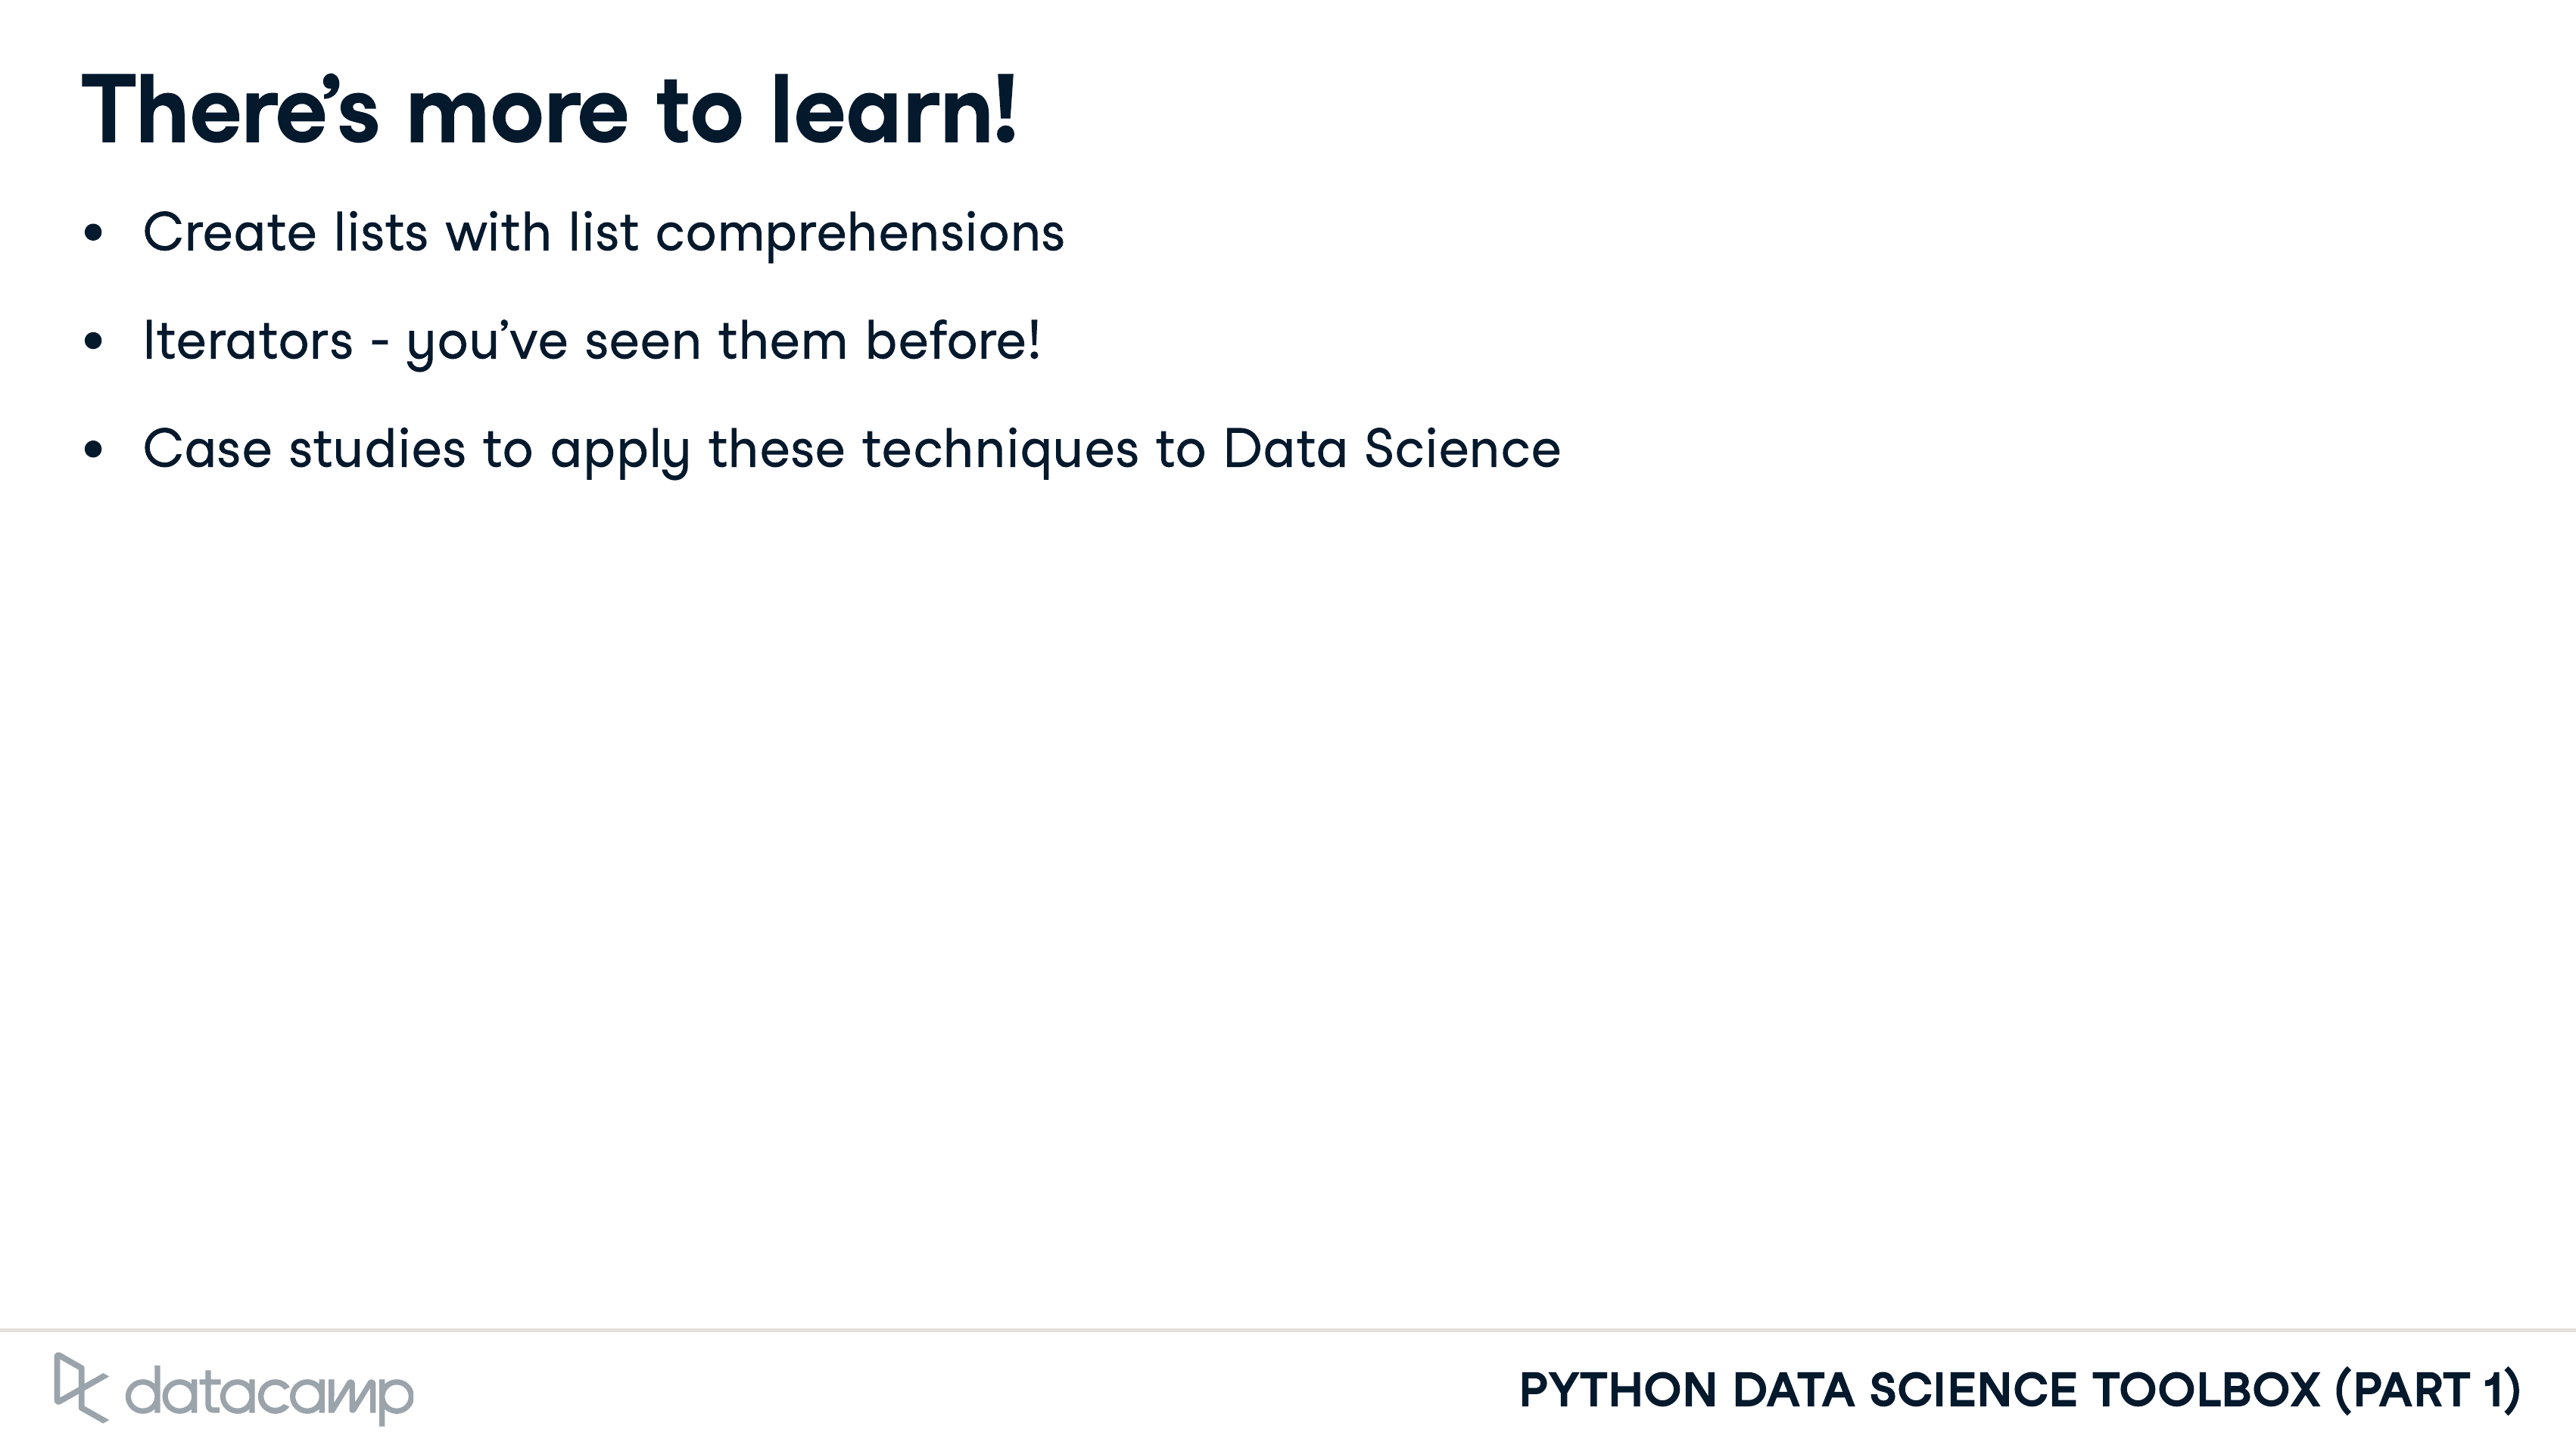 There’s more to learn!
• Create lists with list comprehensions
• Iterators - you’ve seen them before!
• Case studies to apply these techniques to Data Science
datacamp
PYTHON DATA SCIENCE TOOLBOX (PART 1)